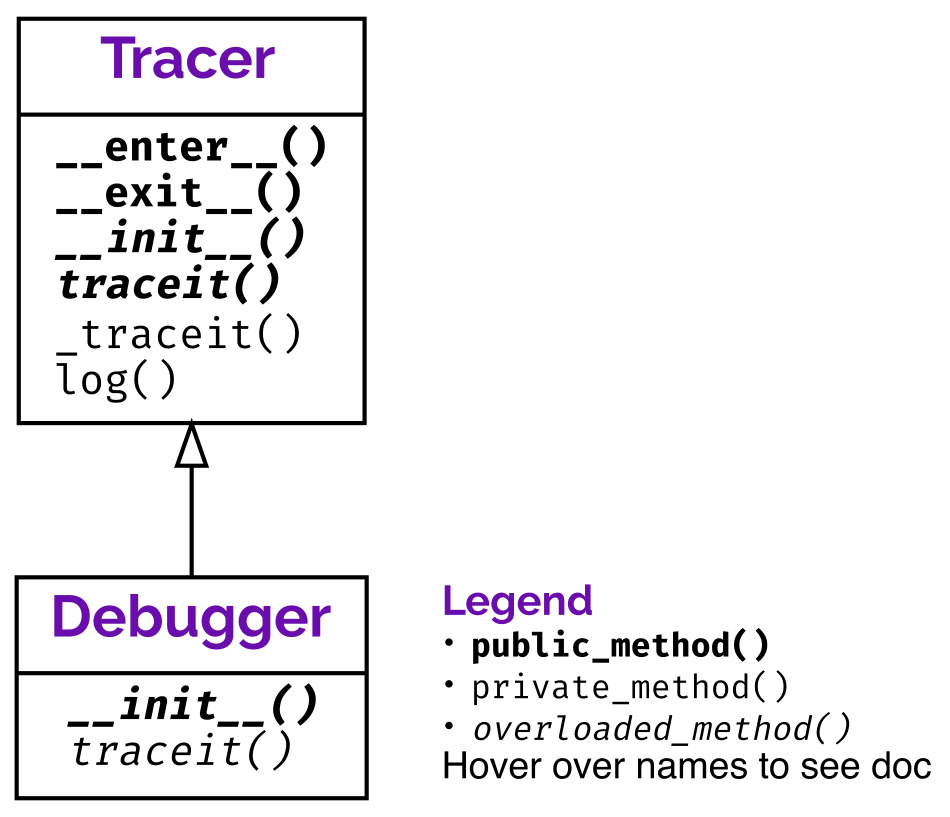 Tracer
__enter__()
__exit__()
__init__()
traceit()
_traceit()
log()
Debugger
__init__()
traceit()
Legend
• public_method()
• private_method()
• overloaded_method()
Hover over names to see doc